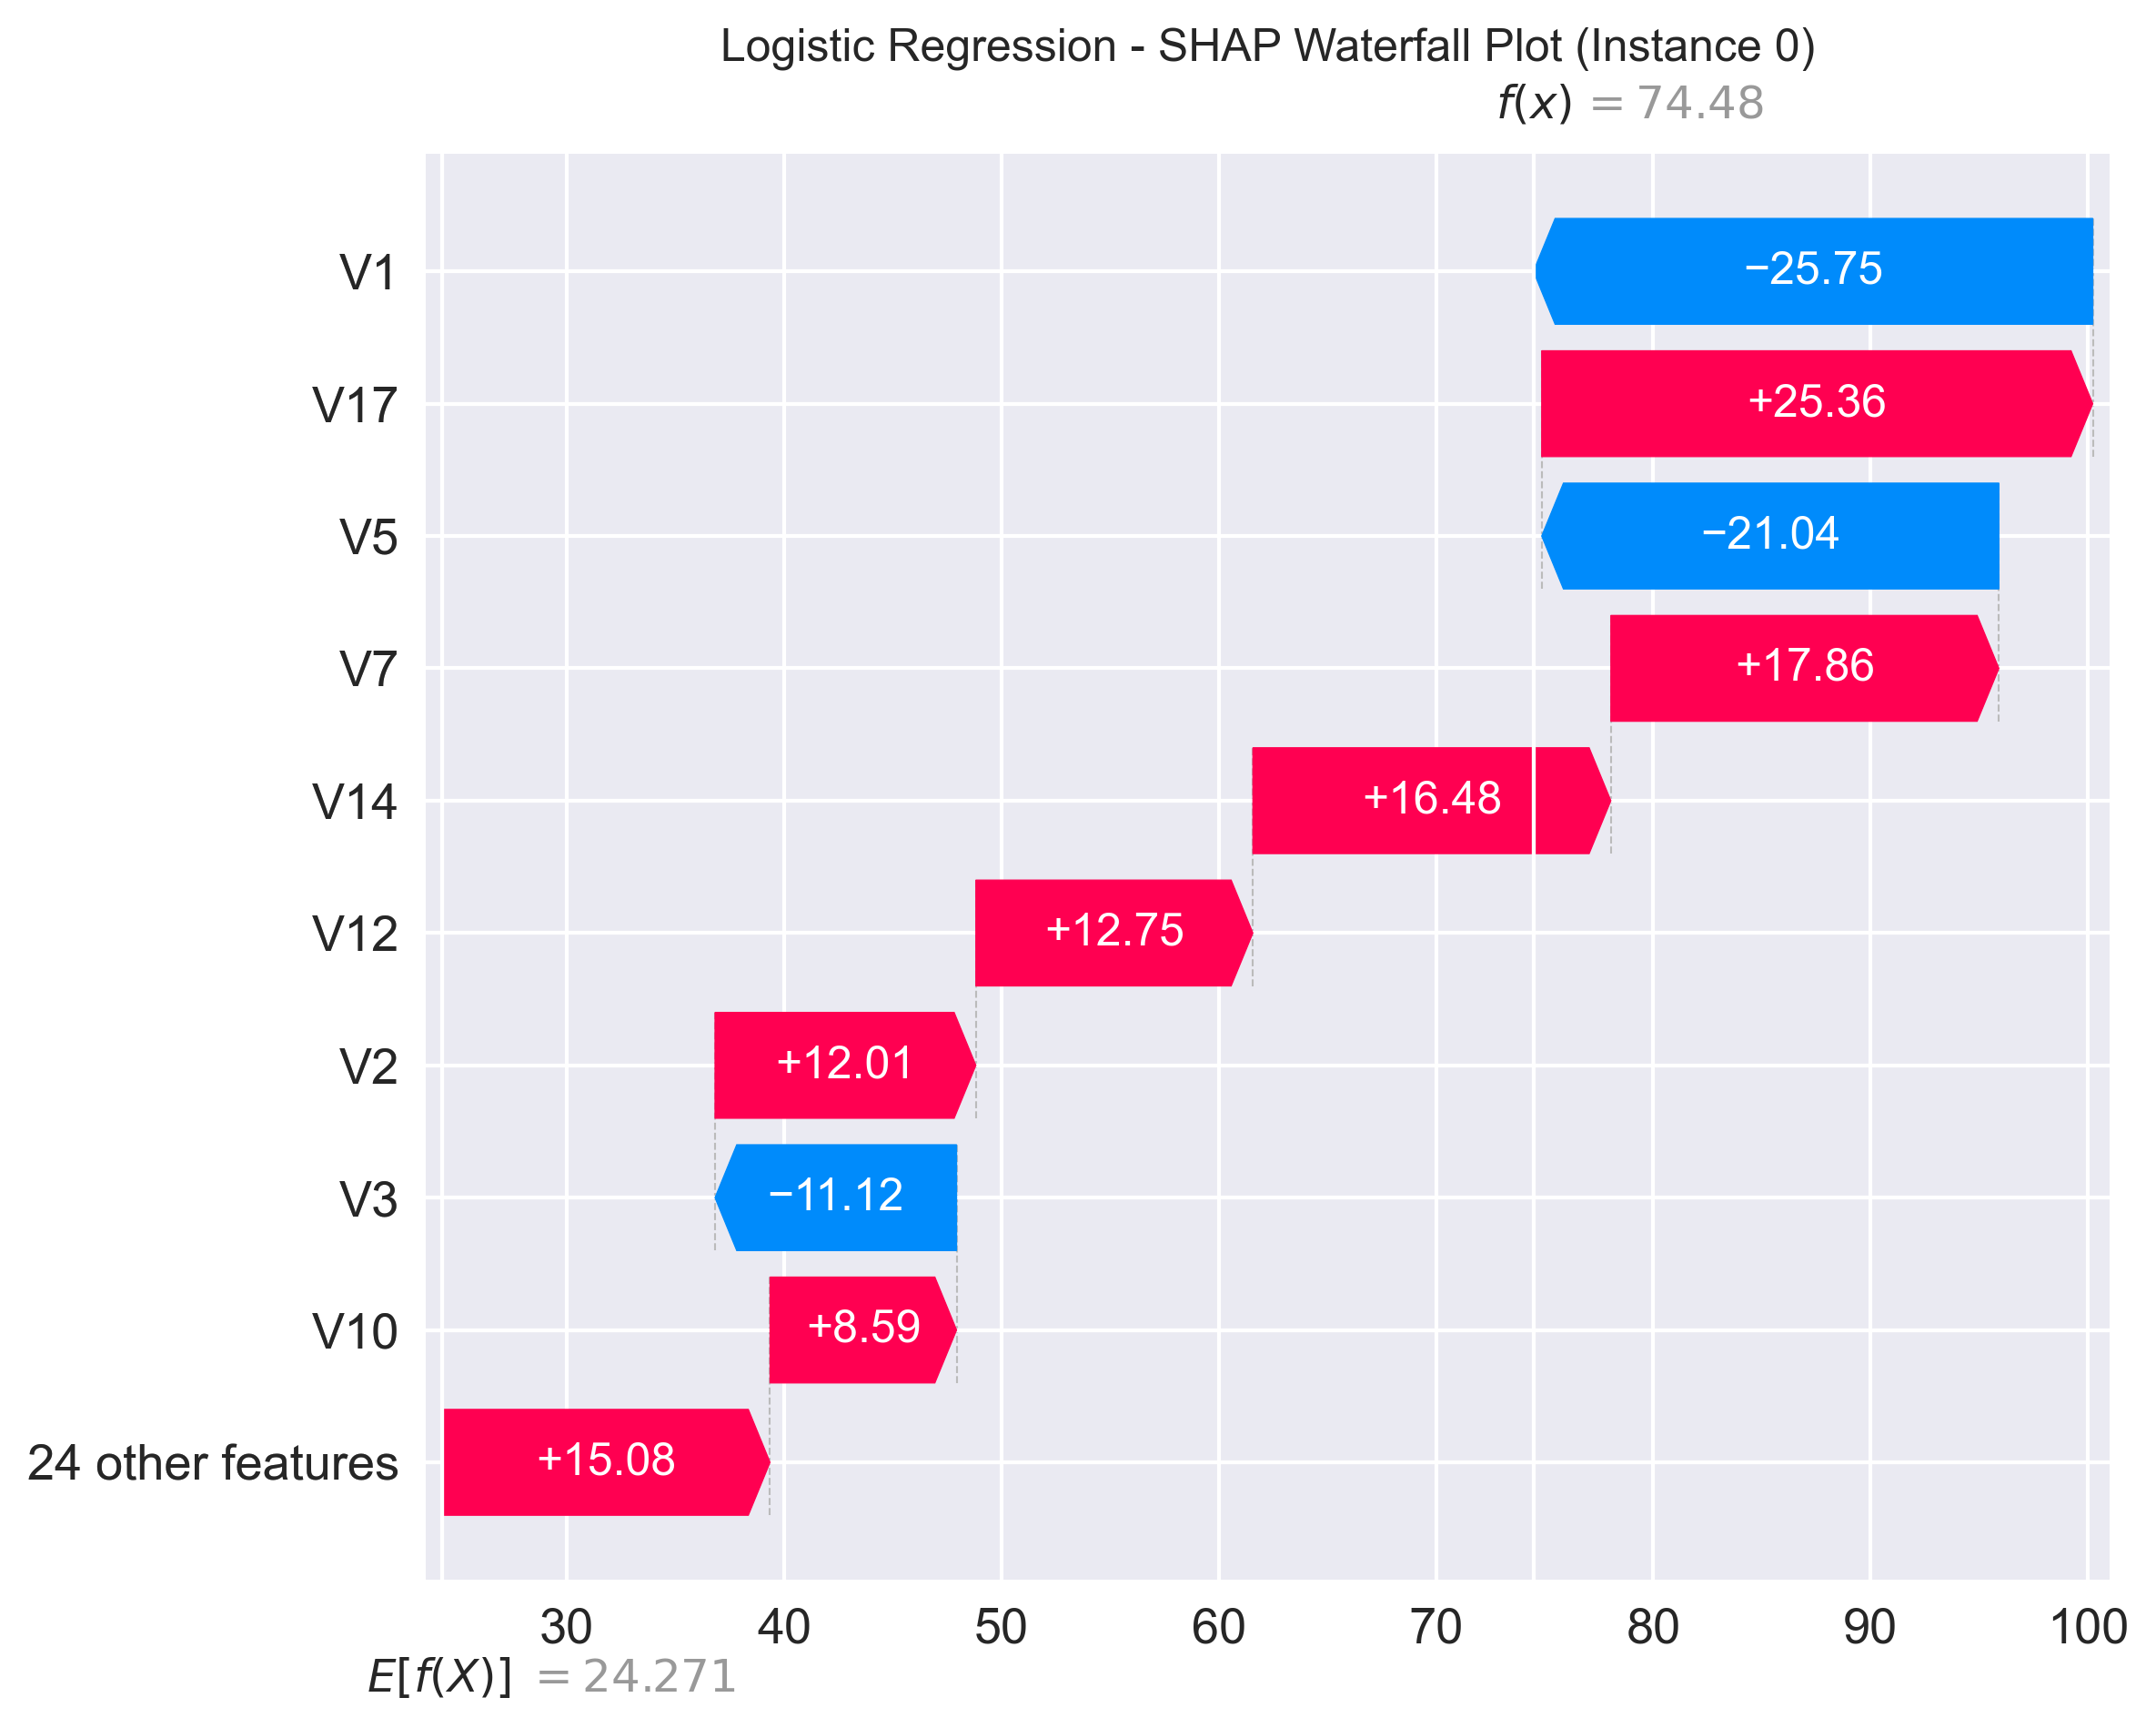 Logistic Regression - SHAP Waterfall Plot (Instance 0)
f(x) = 74.48
V1 −25.75
V17 +25.36
V5 −21.04
V7 +17.86
V14 +16.48
V12 +12.75
V2 +12.01
V3 −11.12
V10 +8.59
24 other features +15.08
30 40 50 60 70 80 90 100
E[f(X)] = 24.271